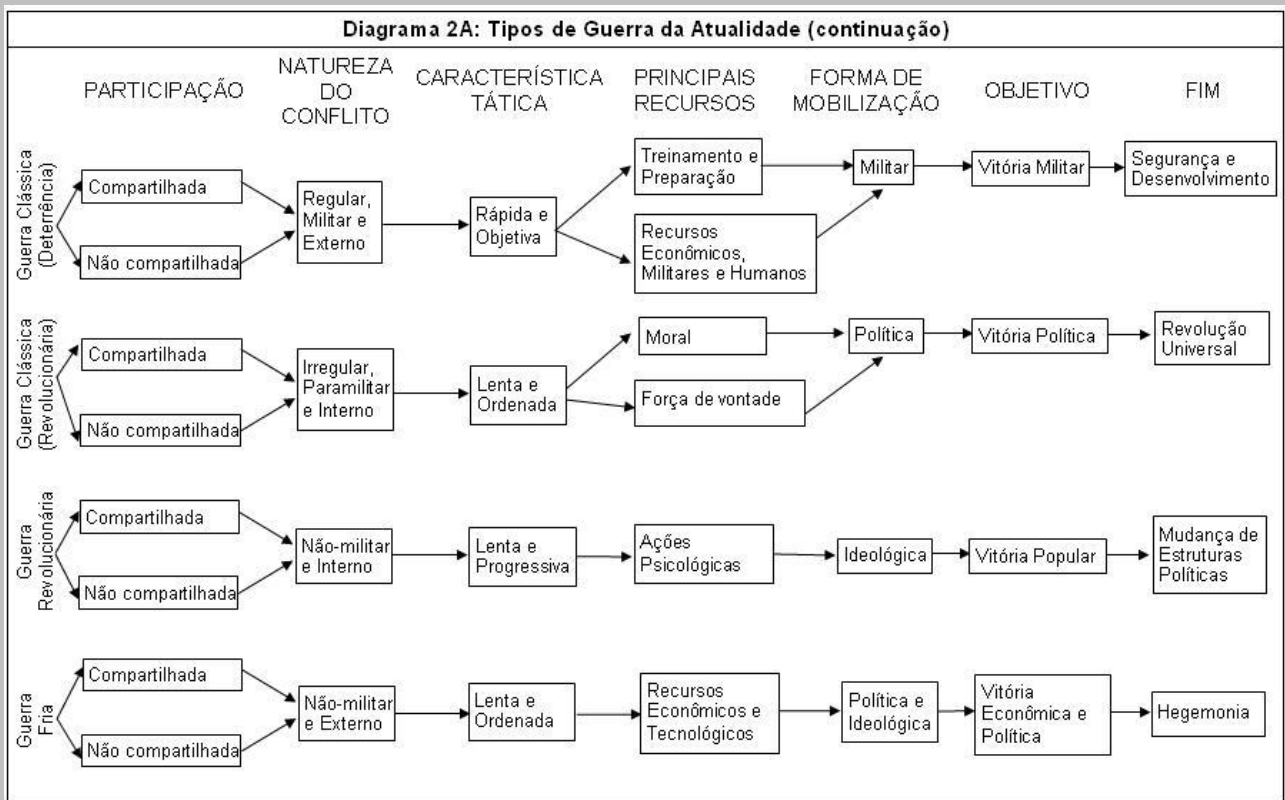 Diagrama 2A: Tipos de Guerra da Atualidade (continuação)
PARTICIPAÇÃO
NATUREZA
DO
CONFLITO
CARACTERÍSTICA
TÁTICA
PRINCIPAIS
RECURSOS
FORMA DE
MOBILIZAÇÃO
OBJETIVO
FIM
Guerra Clássica
(Deterrência)
Compartilhada
Não compartilhada
Regular,
Militar e
Externo
Rápida e
Objetiva
Treinamento e
Preparação
Recursos
Econômicos,
Militares e Humanos
Militar
Vitória Militar
Segurança e
Desenvolvimento
Guerra Clássica
(Revolucionária)
Compartilhada
Não compartilhada
Irregular,
Paramilitar
e Interno
Lenta e
Ordenada
Moral
Força de vontade
Política
Vitória Política
Revolução
Universal
Guerra
Revolucionária
Compartilhada
Não compartilhada
Não-militar
e Interno
Lenta e
Progressiva
Ações
Psicológicas
Ideológica
Vitória Popular
Mudança de
Estruturas
Políticas
Guerra
Fria
Compartilhada
Não compartilhada
Não-militar
e Externo
Lenta e
Ordenada
Recursos
Econômicos e
Tecnológicos
Política e
Ideológica
Vitória
Econômica e
Política
Hegemonia